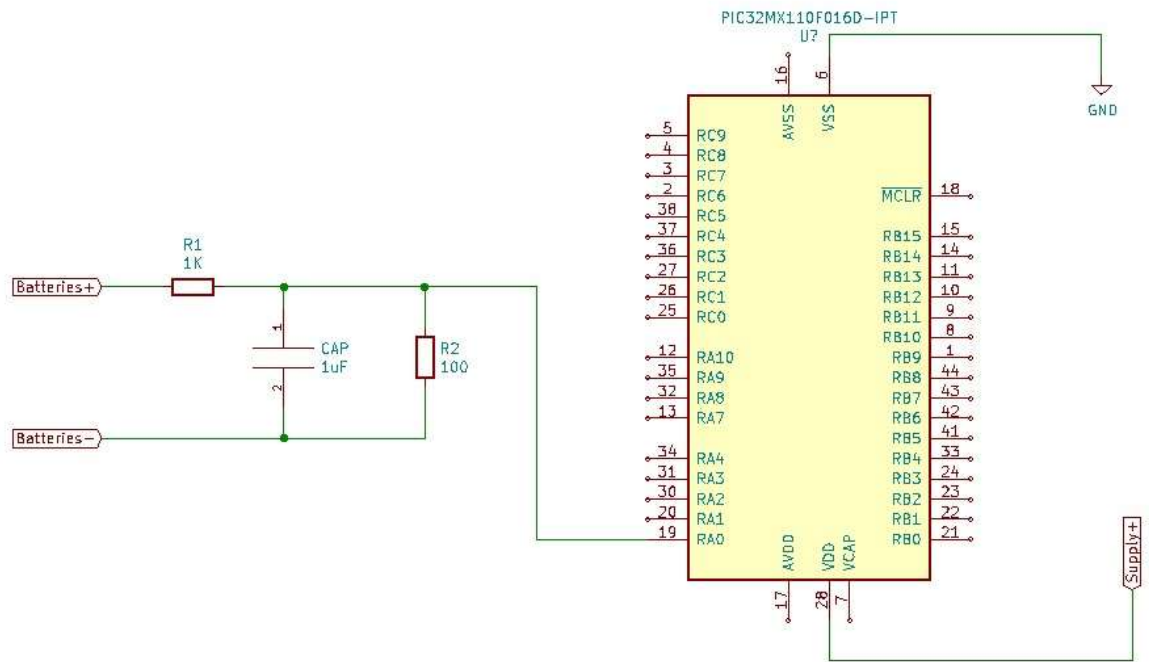 PIC32MX110F016D-IPT
U?
16
6
AVSS
VSS
GND
5 RC9
4 RC8
3 RC7
2 RC6
38 RC5
37 RC4
36 RC3
27 RC2
26 RC1
25 RC0
12 RA10
35 RA9
32 RA8
13 RA7
34 RA4
31 RA3
30 RA2
20 RA1
19 RA0
MCLR 18
RB15 15
RB14 14
RB13 11
RB12 10
RB11 9
RB10 8
RB9 1
RB8 44
RB7 43
RB6 42
RB5 41
RB4 33
RB3 24
RB2 23
RB1 22
RB0 21
AVDD
VDD
VCAP
17
28
7
R1
1K
Batteries+
1
CAP
1uF
2
R2
100
Batteries-
Supply+